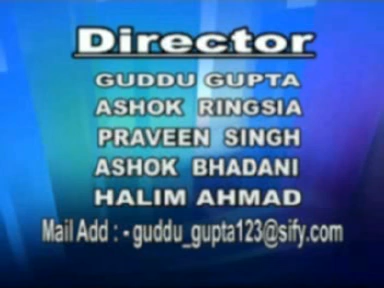 Director
GUDDU GUPTA
ASHOK RINGSIA
PRAVEEN SINGH
ASHOK BHADANI
HALIM AHMAD
Mail Add : - guddu_gupta123@sify.com